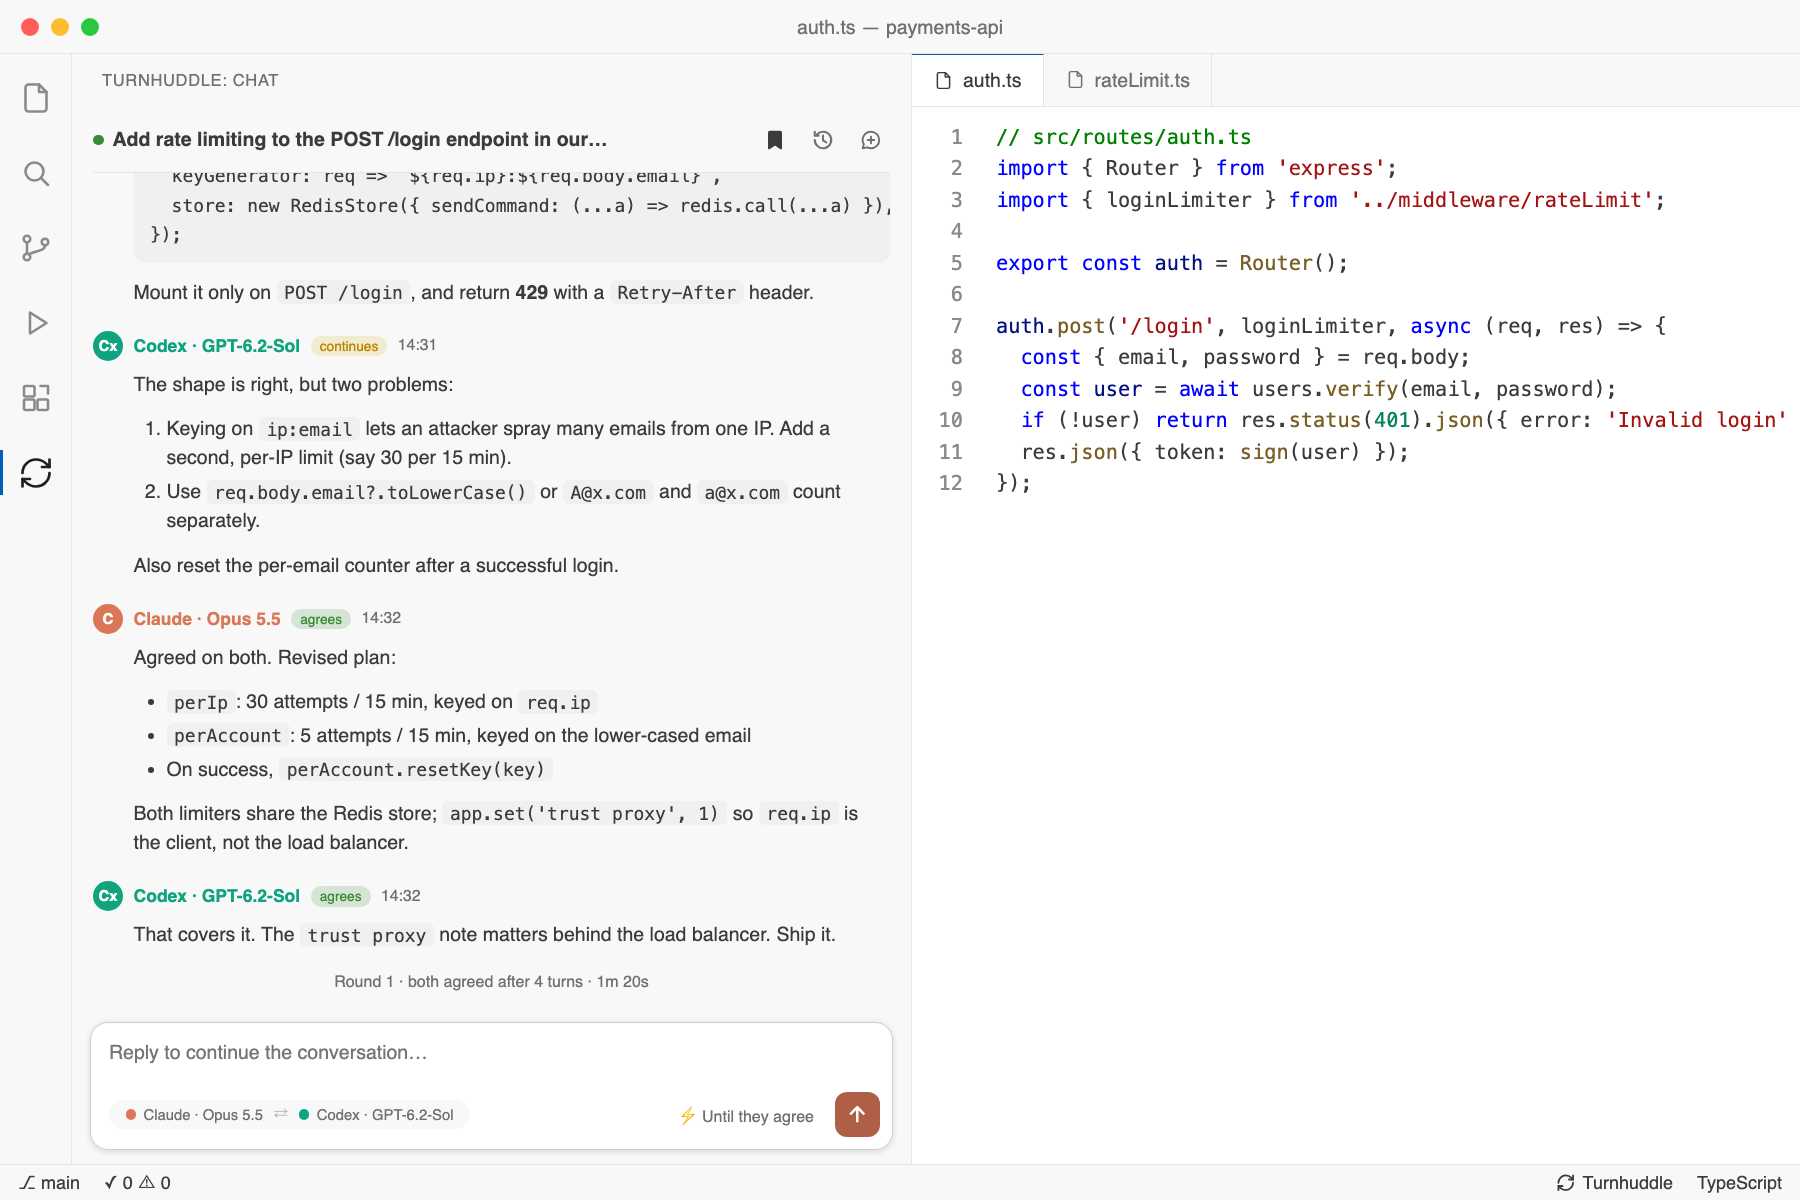 auth.ts — payments-api
TURNHUDDLE: CHAT
Add rate limiting to the POST /login endpoint in our…
keyGenerator: req => `${req.ip}:${req.body.email}`,
store: new RedisStore({ sendCommand: (...a) => redis.call(...a) }),
});
Mount it only on POST /login, and return 429 with a Retry-After header.
Cx Codex · GPT-6.2-Sol continues 14:31
The shape is right, but two problems:
1. Keying on ip:email lets an attacker spray many emails from one IP. Add a
second, per-IP limit (say 30 per 15 min).
2. Use req.body.email?.toLowerCase() or A@x.com and a@x.com count
separately.
Also reset the per-email counter after a successful login.
C Claude · Opus 5.5 agrees 14:32
Agreed on both. Revised plan:
• perIp: 30 attempts / 15 min, keyed on req.ip
• perAccount: 5 attempts / 15 min, keyed on the lower-cased email
• On success, perAccount.resetKey(key)
Both limiters share the Redis store; app.set('trust proxy', 1) so req.ip is
the client, not the load balancer.
Cx Codex · GPT-6.2-Sol agrees 14:32
That covers it. The trust proxy note matters behind the load balancer. Ship it.
Round 1 · both agreed after 4 turns · 1m 20s
Reply to continue the conversation…
Claude · Opus 5.5 ⇄ Codex · GPT-6.2-Sol
⚡ Until they agree
auth.ts
rateLimit.ts
1 // src/routes/auth.ts
2 import { Router } from 'express';
3 import { loginLimiter } from '../middleware/rateLimit';
4
5 export const auth = Router();
6
7 auth.post('/login', loginLimiter, async (req, res) => {
8 const { email, password } = req.body;
9 const user = await users.verify(email, password);
10 if (!user) return res.status(401).json({ error: 'Invalid login'
11 res.json({ token: sign(user) });
12 });
main ✓ 0 ⚠ 0
Turnhuddle TypeScript